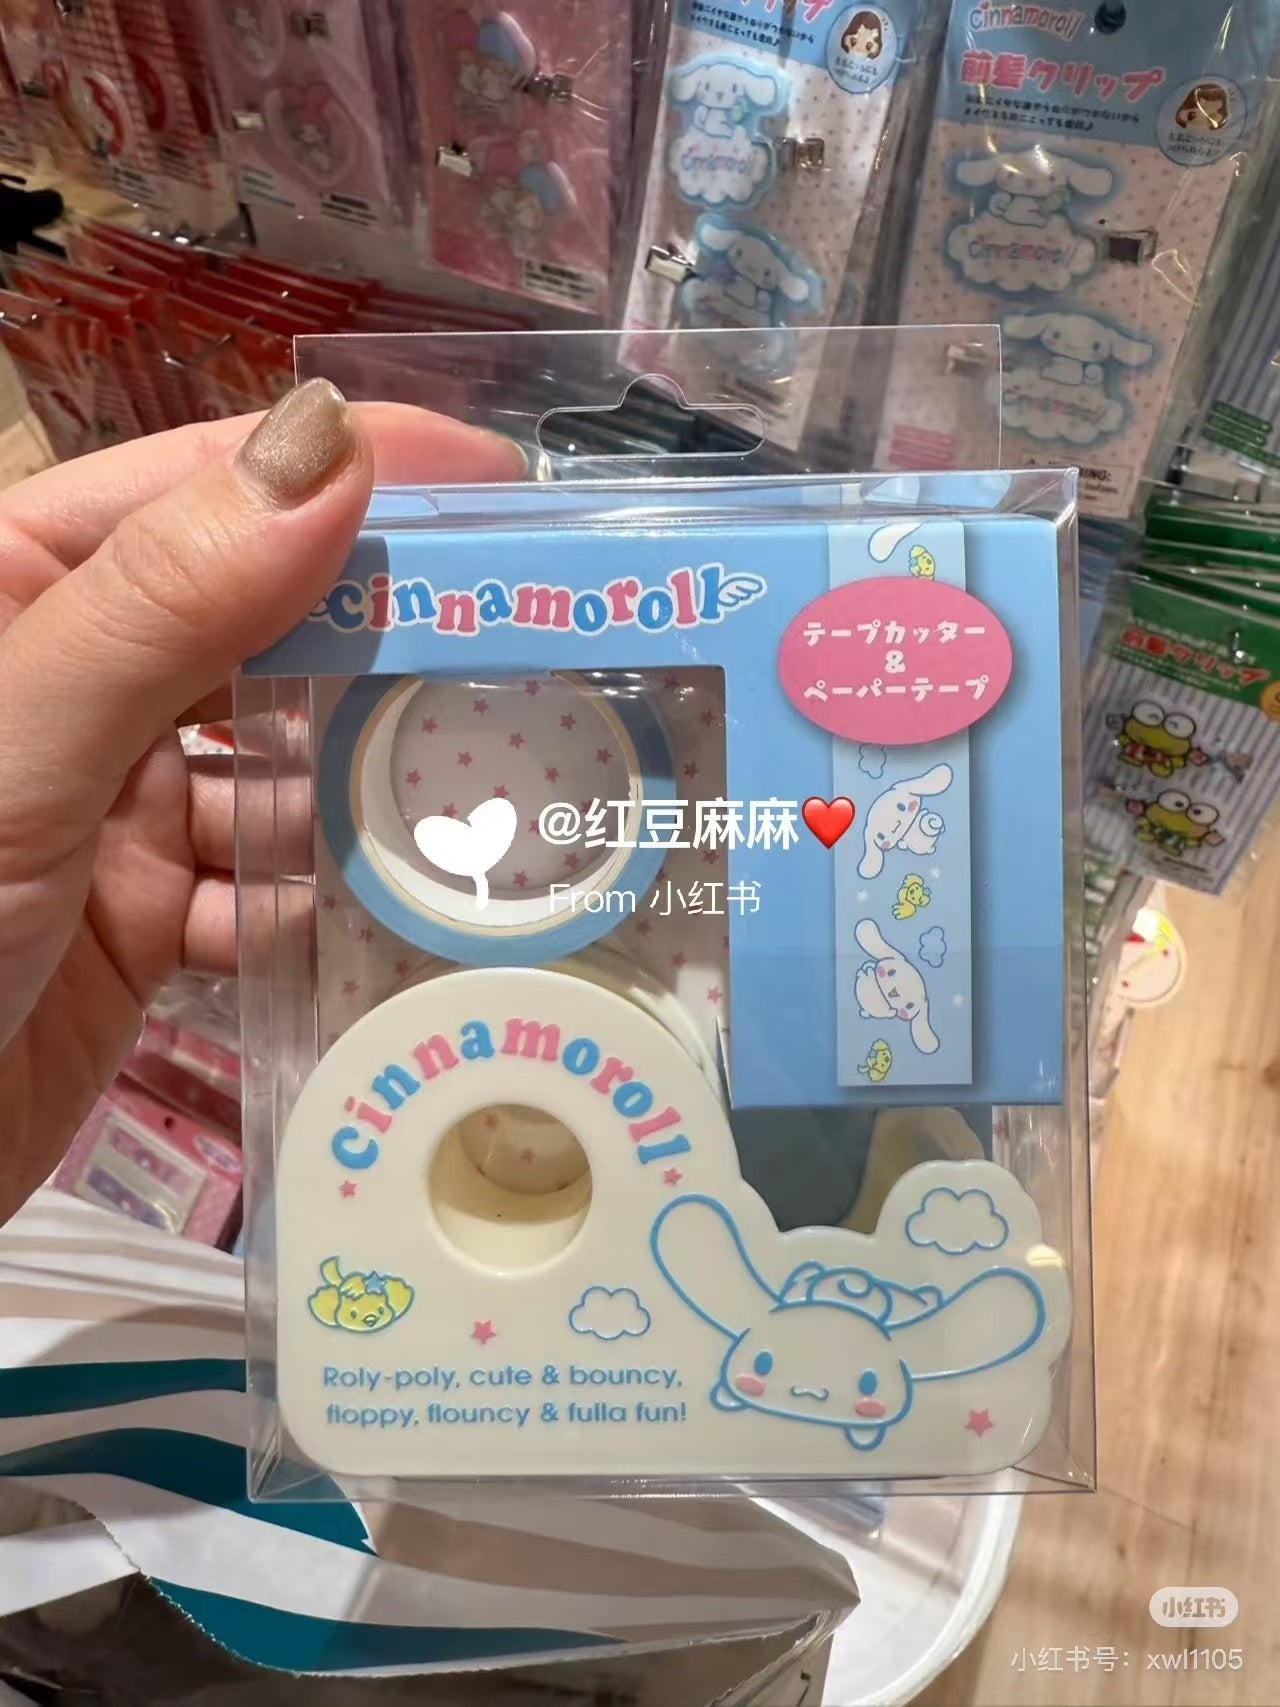 cinnamoroll
前髪クリップ
cinnamoroll
cinnamoroll
cinnamoroll
テープカッター
&
ペーパーテープ
@红豆麻麻❤️
From 小红书
cinnamoroll
Roly-poly, cute & bouncy,
floppy, flouncy & fulla fun!
小红书
小红书号：xwl1105